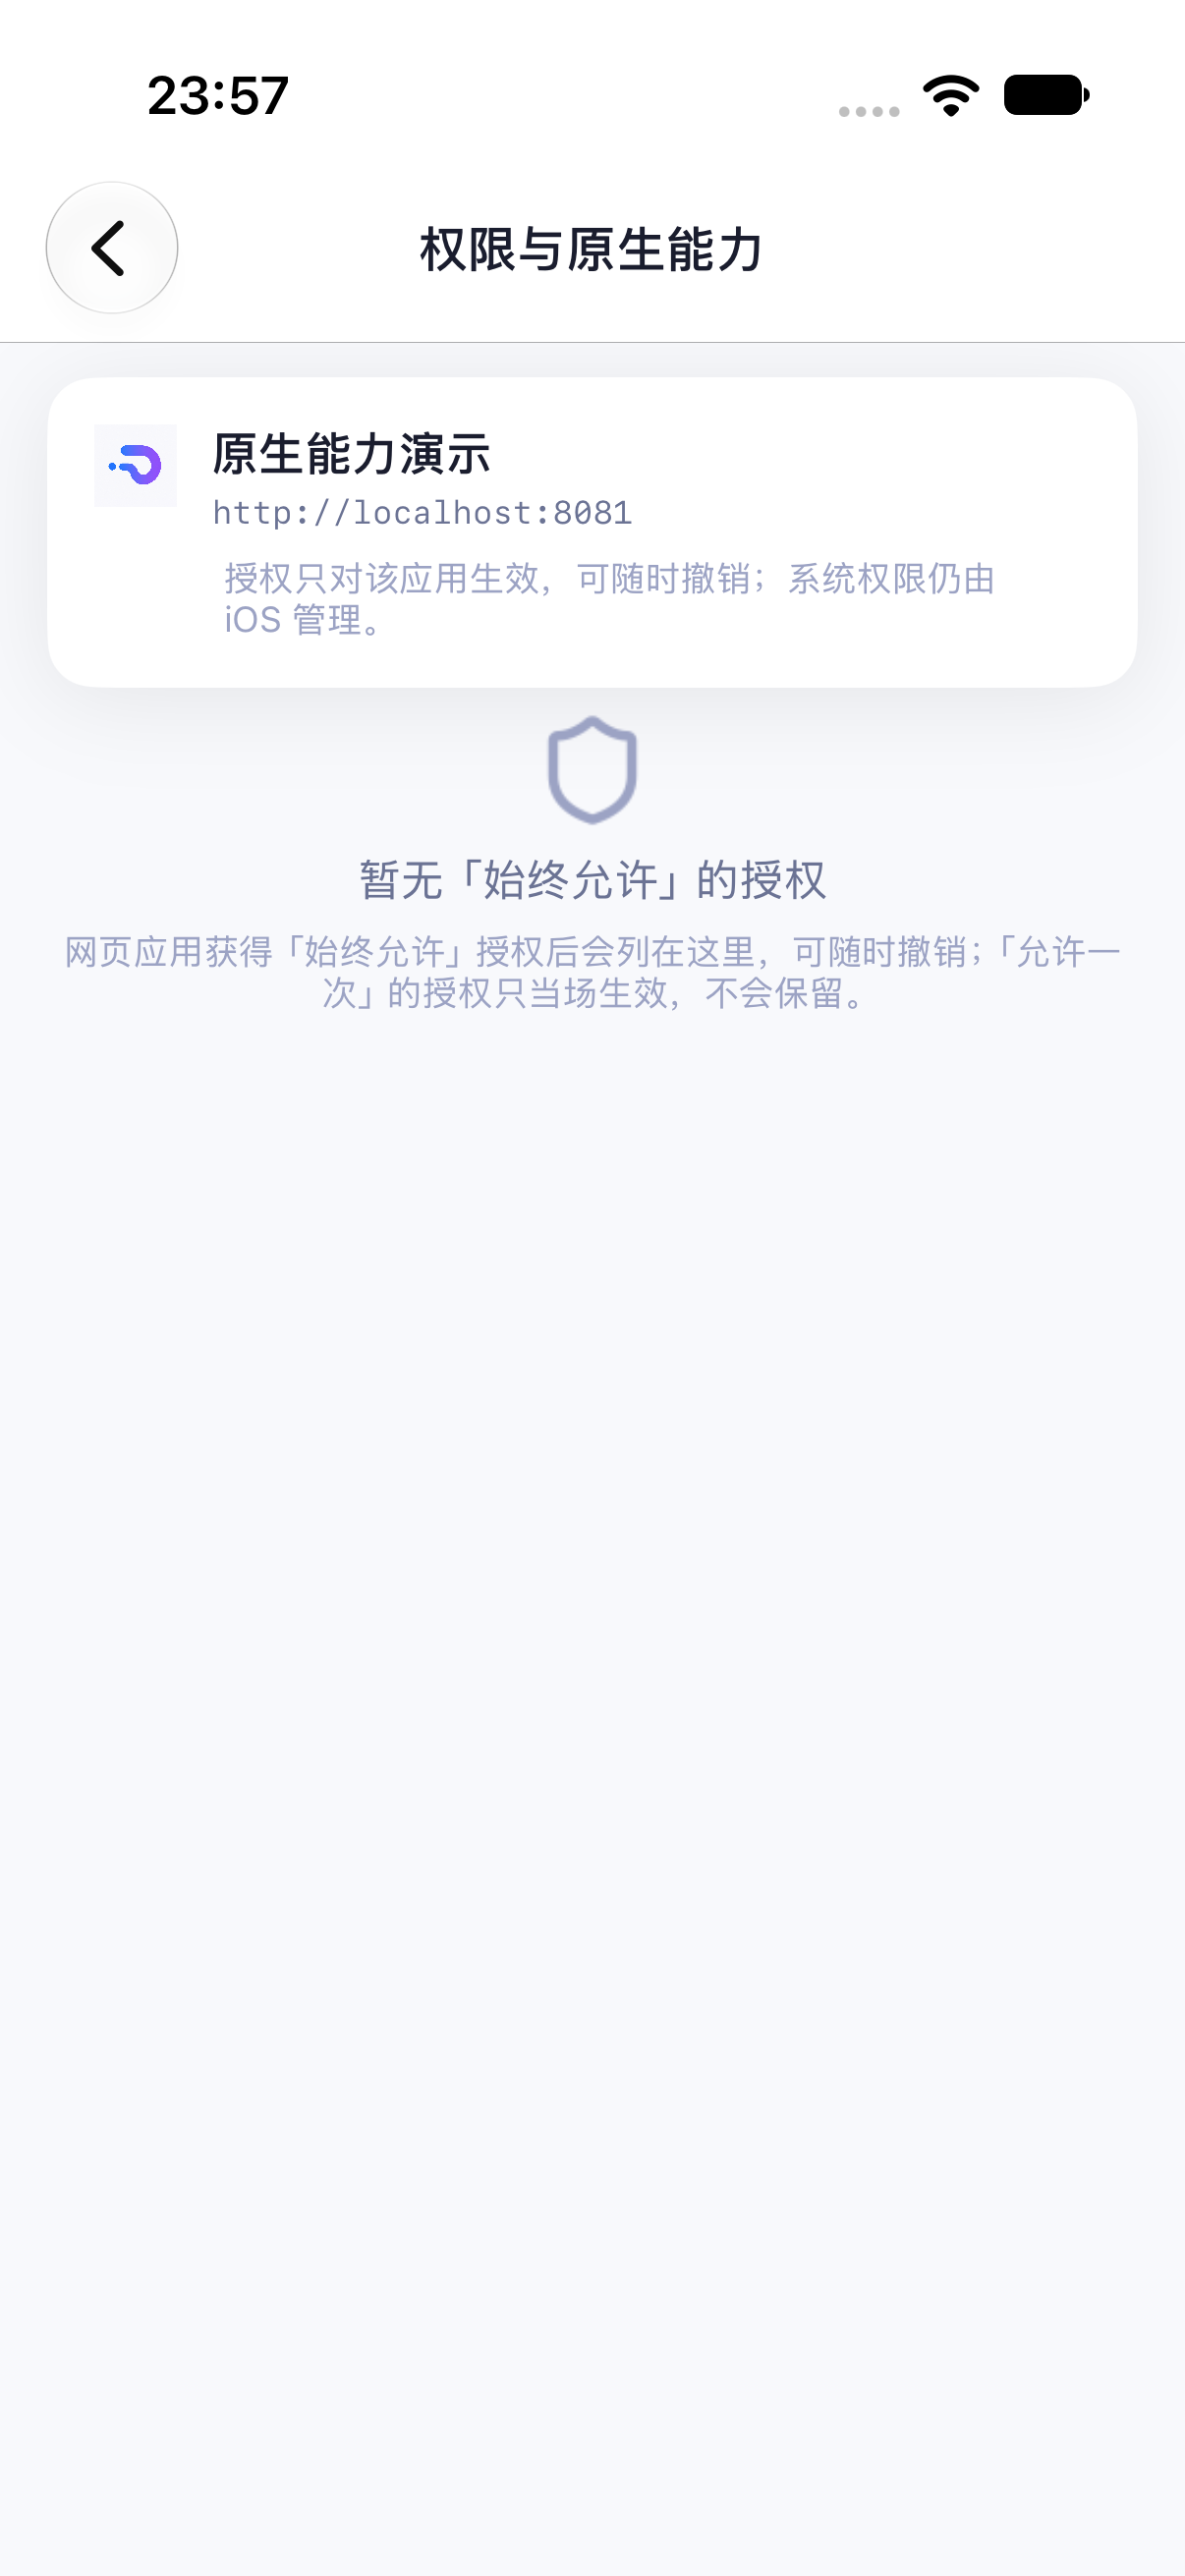 23:57
权限与原生能力
原生能力演示
http://localhost:8081
授权只对该应用生效，可随时撤销；系统权限仍由
iOS 管理。
暂无「始终允许」的授权
网页应用获得「始终允许」授权后会列在这里，可随时撤销；「允许一
次」的授权只当场生效，不会保留。